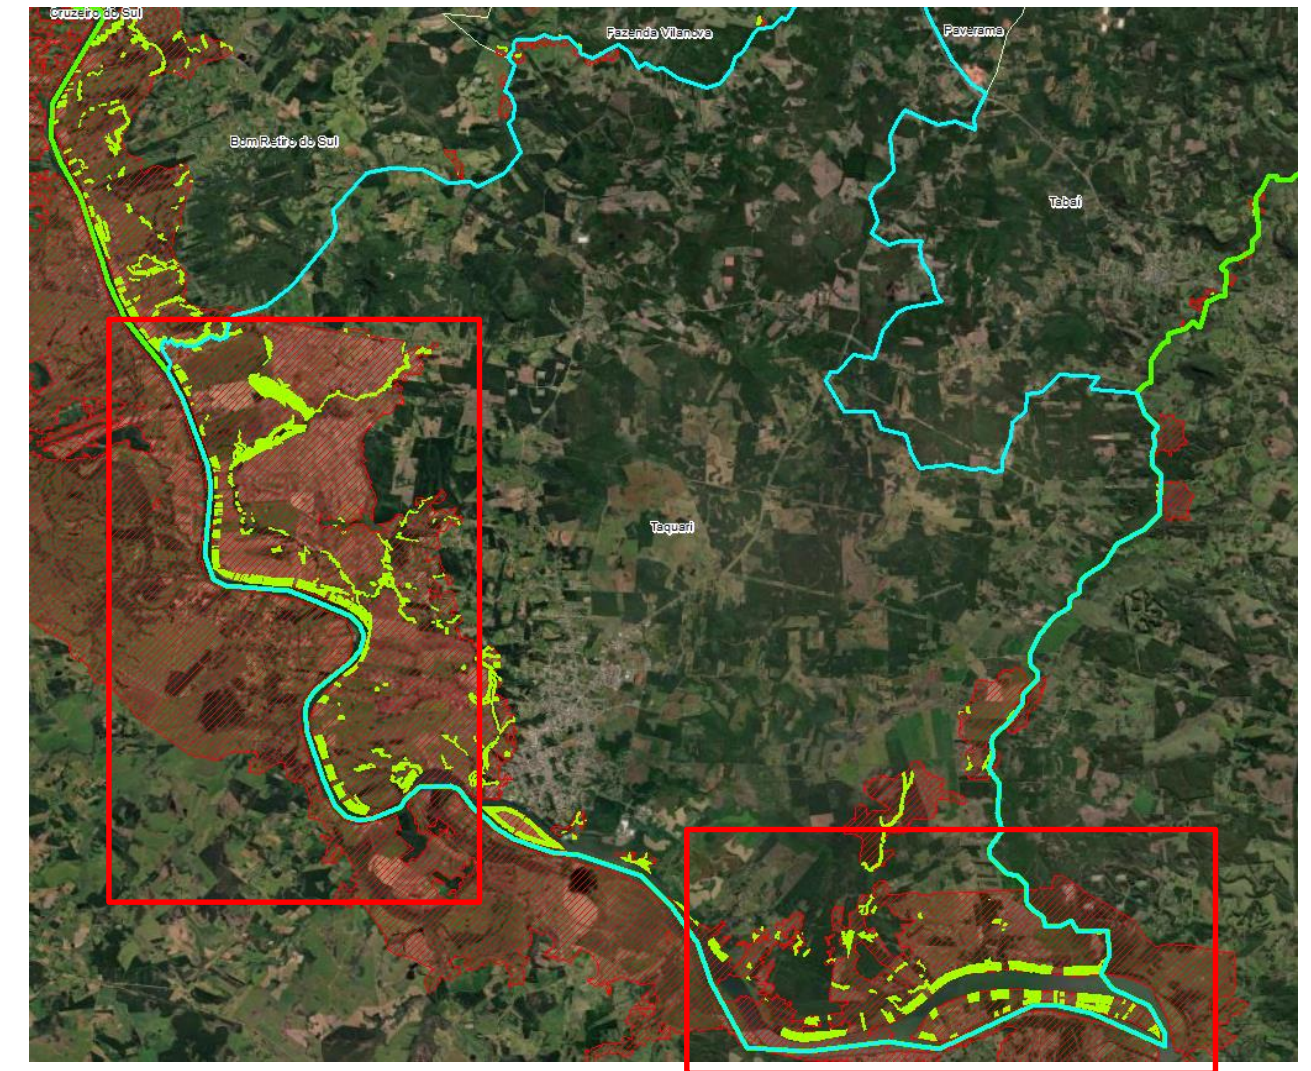 Cruzeiro do Sul
Fazenda Vilanova
Paverama
Bom Retiro do Sul
Tabaí
Taquari